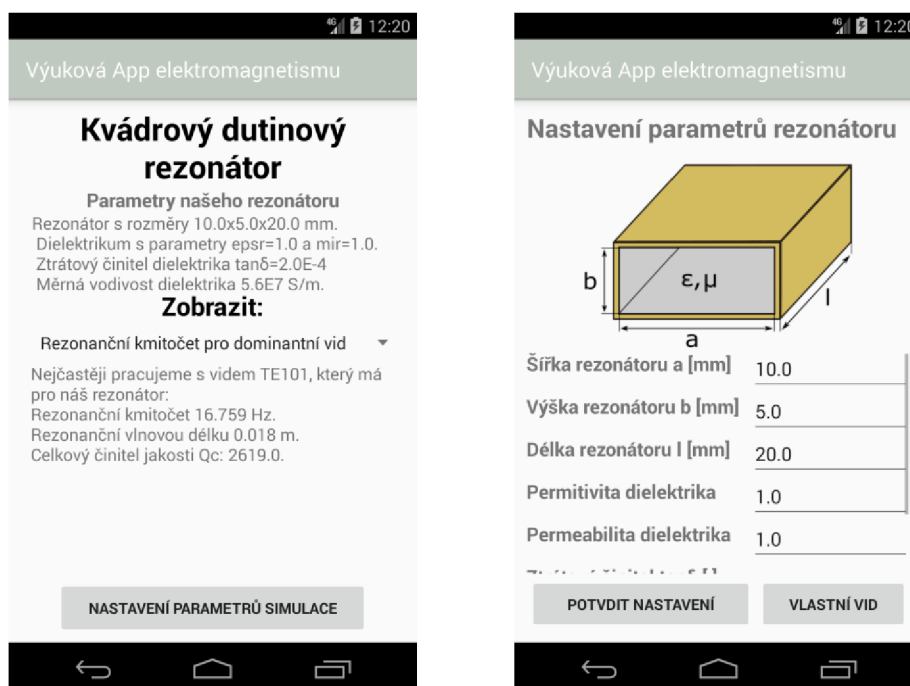 4G 12:20
Výuková App elektromagnetismu
Kvádrový dutinový
rezonátor
Parametry našeho rezonátoru
Rezonátor s rozměry 10.0x5.0x20.0 mm.
Dielektrikum s parametry epsr=1.0 a mir=1.0.
Ztrátový činitel dielektrika tanδ=2.0E-4
Měrná vodivost dielektrika 5.6E7 S/m.
Zobrazit:
Rezonanční kmitočet pro dominantní vid
Nejčastěji pracujeme s videm TE101, který má
pro náš rezonátor:
Rezonanční kmitočet 16.759 Hz.
Rezonanční vlnovou délku 0.018 m.
Celkový činitel jakosti Qc: 2619.0.
NASTAVENÍ PARAMETRŮ SIMULACE
4G 12:20
Výuková App elektromagnetismu
Nastavení parametrů rezonátoru
b
ε,μ
l
a
Šířka rezonátoru a [mm] 10.0
Výška rezonátoru b [mm] 5.0
Délka rezonátoru l [mm] 20.0
Permitivita dielektrika 1.0
Permeabilita dielektrika 1.0
POTVDIT NASTAVENÍ VLASTNÍ VID